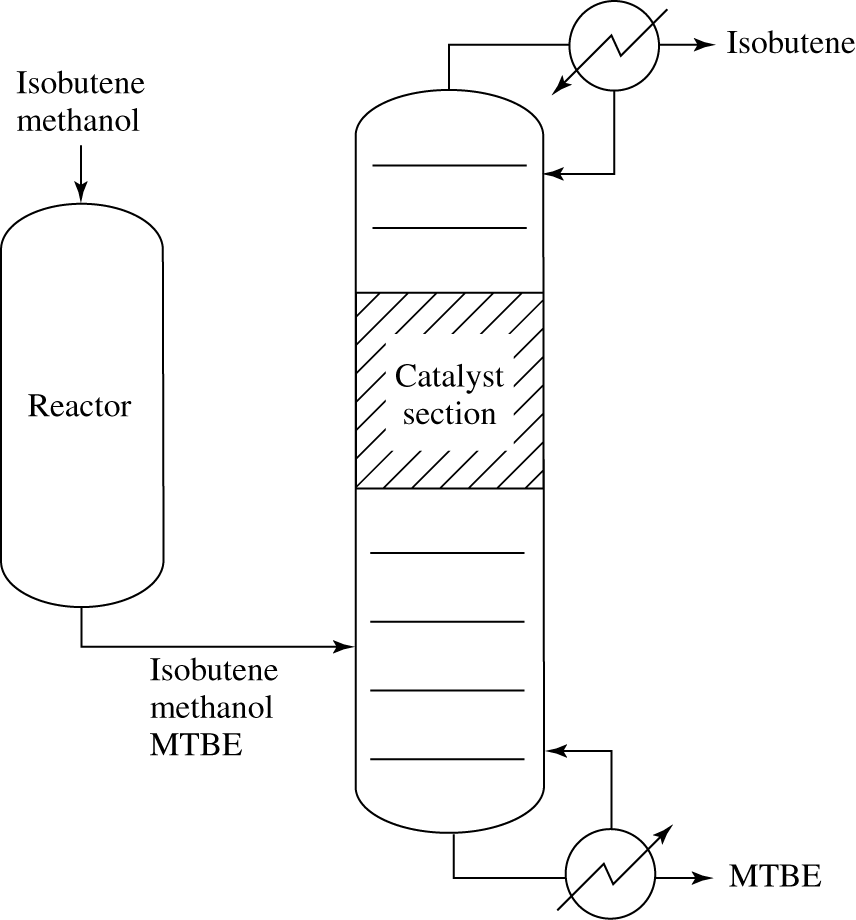 Isobutene
Isobutene
methanol
Reactor
Catalyst
section
Isobutene
methanol
MTBE
MTBE